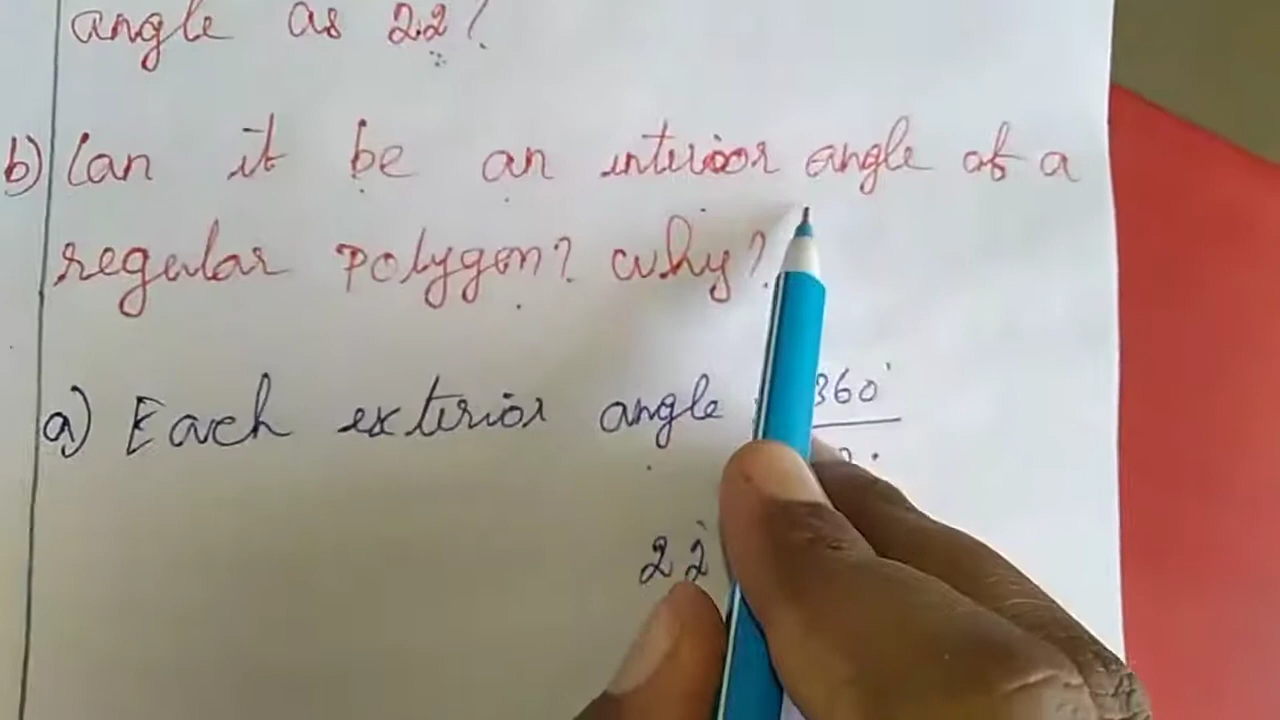 angle as 22?
b) Can it be an interior angle of a
regular polygon? why?
a) Each exterior angle 360°
22°